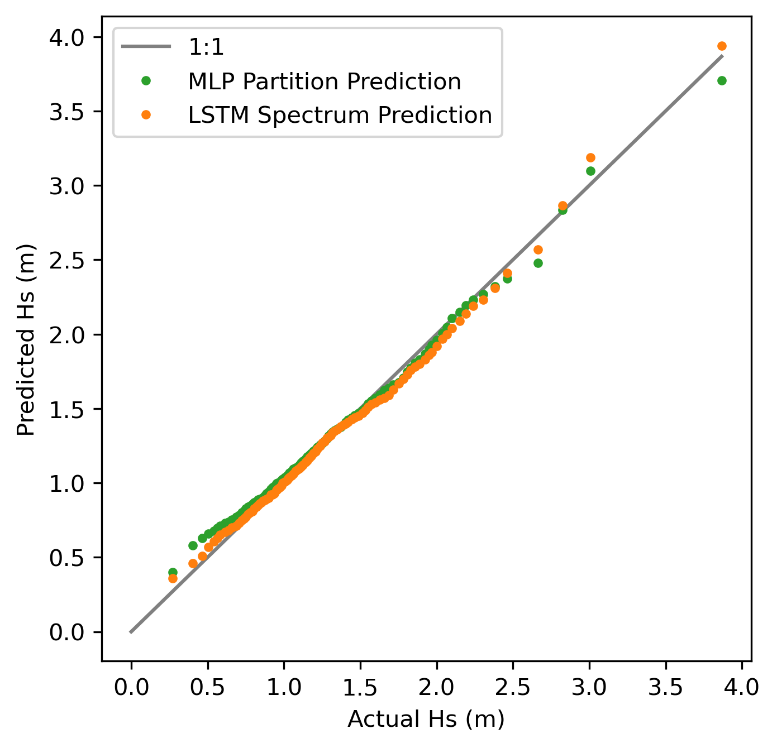 1:1
MLP Partition Prediction
LSTM Spectrum Prediction
4.0
3.5
3.0
2.5
2.0
1.5
1.0
0.5
0.0
Predicted Hs (m)
0.0 0.5 1.0 1.5 2.0 2.5 3.0 3.5 4.0
Actual Hs (m)